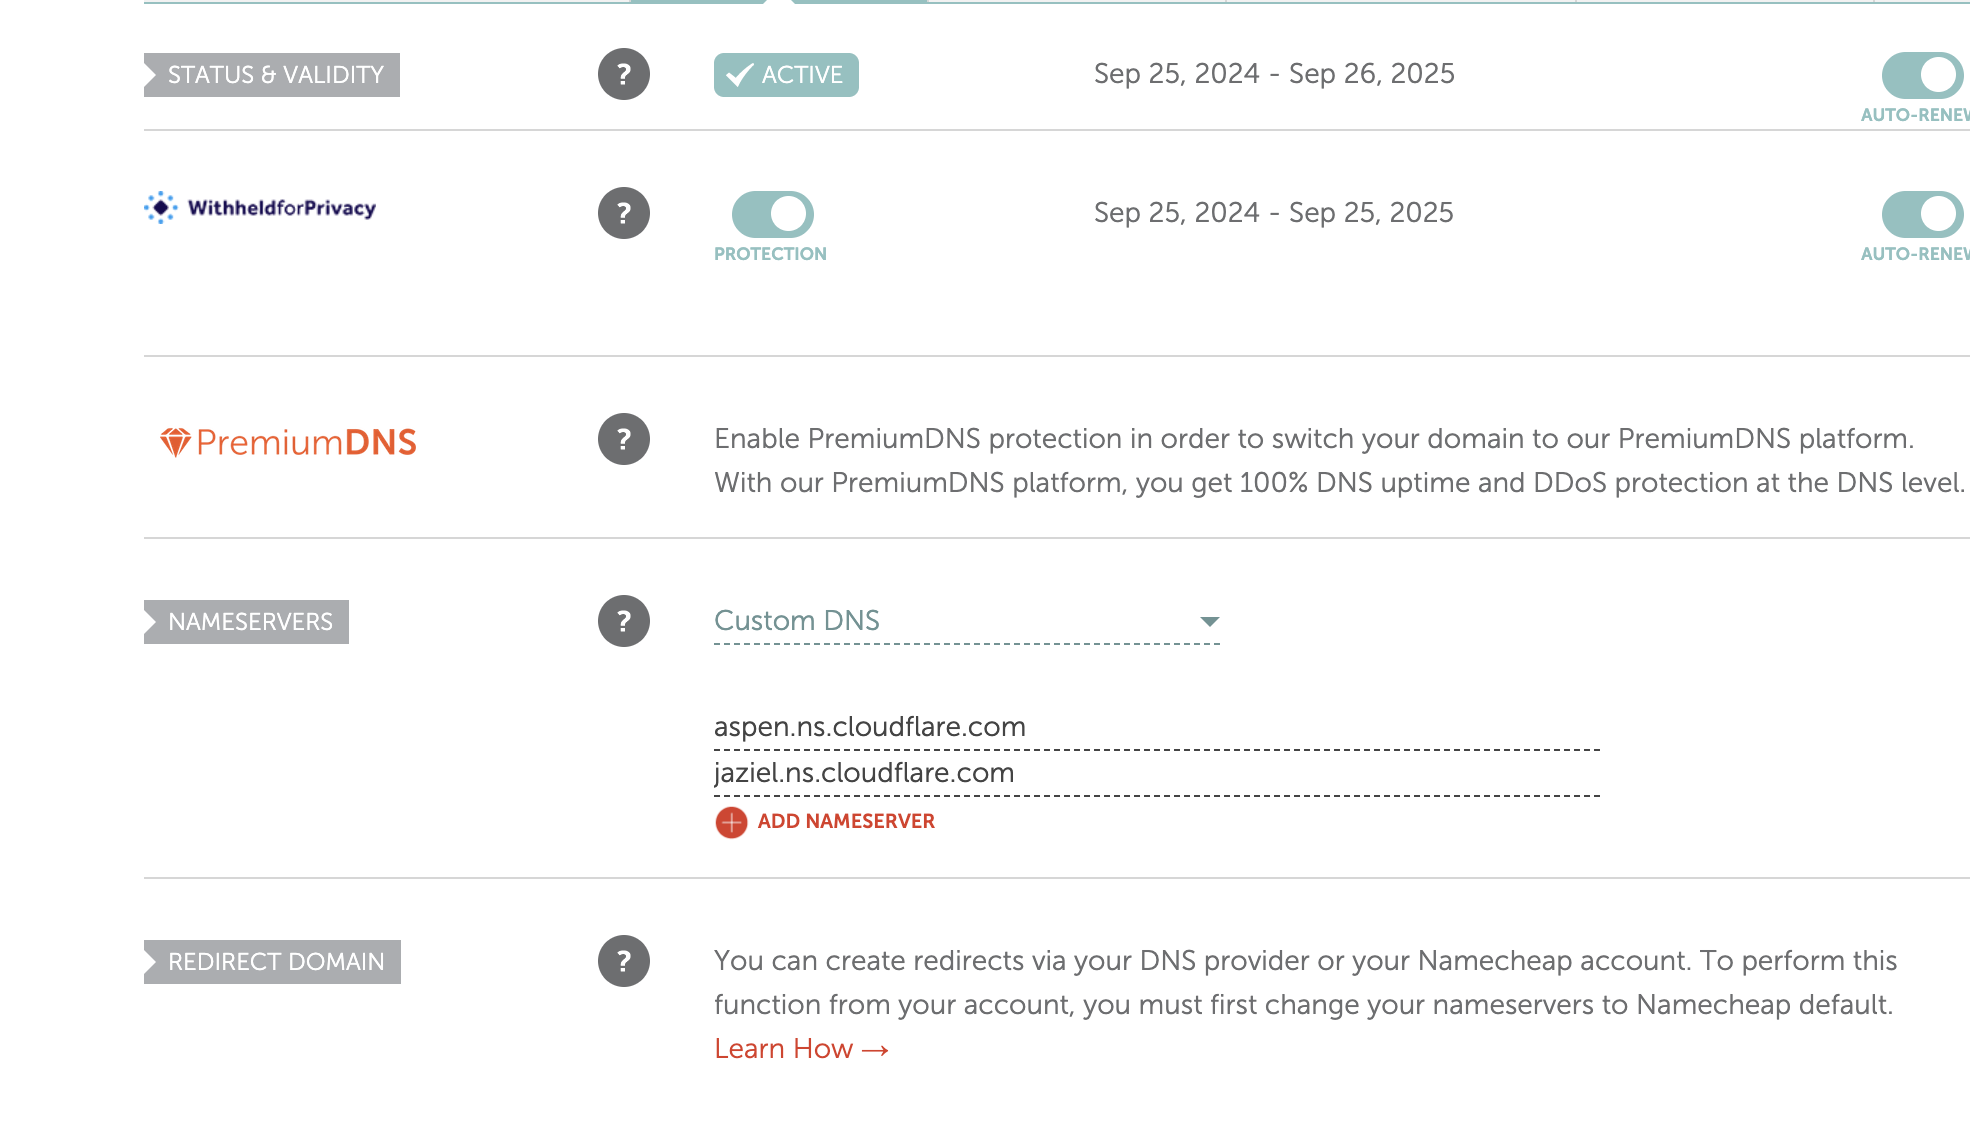 STATUS & VALIDITY
?
ACTIVE
Sep 25, 2024 - Sep 26, 2025
AUTO-RENEW
WithheldforPrivacy
?
PROTECTION
Sep 25, 2024 - Sep 25, 2025
AUTO-RENEW
PremiumDNS
?
Enable PremiumDNS protection in order to switch your domain to our PremiumDNS platform.
With our PremiumDNS platform, you get 100% DNS uptime and DDoS protection at the DNS level.
NAMESERVERS
?
Custom DNS
aspen.ns.cloudflare.com
jaziel.ns.cloudflare.com
ADD NAMESERVER
REDIRECT DOMAIN
?
You can create redirects via your DNS provider or your Namecheap account. To perform this
function from your account, you must first change your nameservers to Namecheap default.
Learn How →